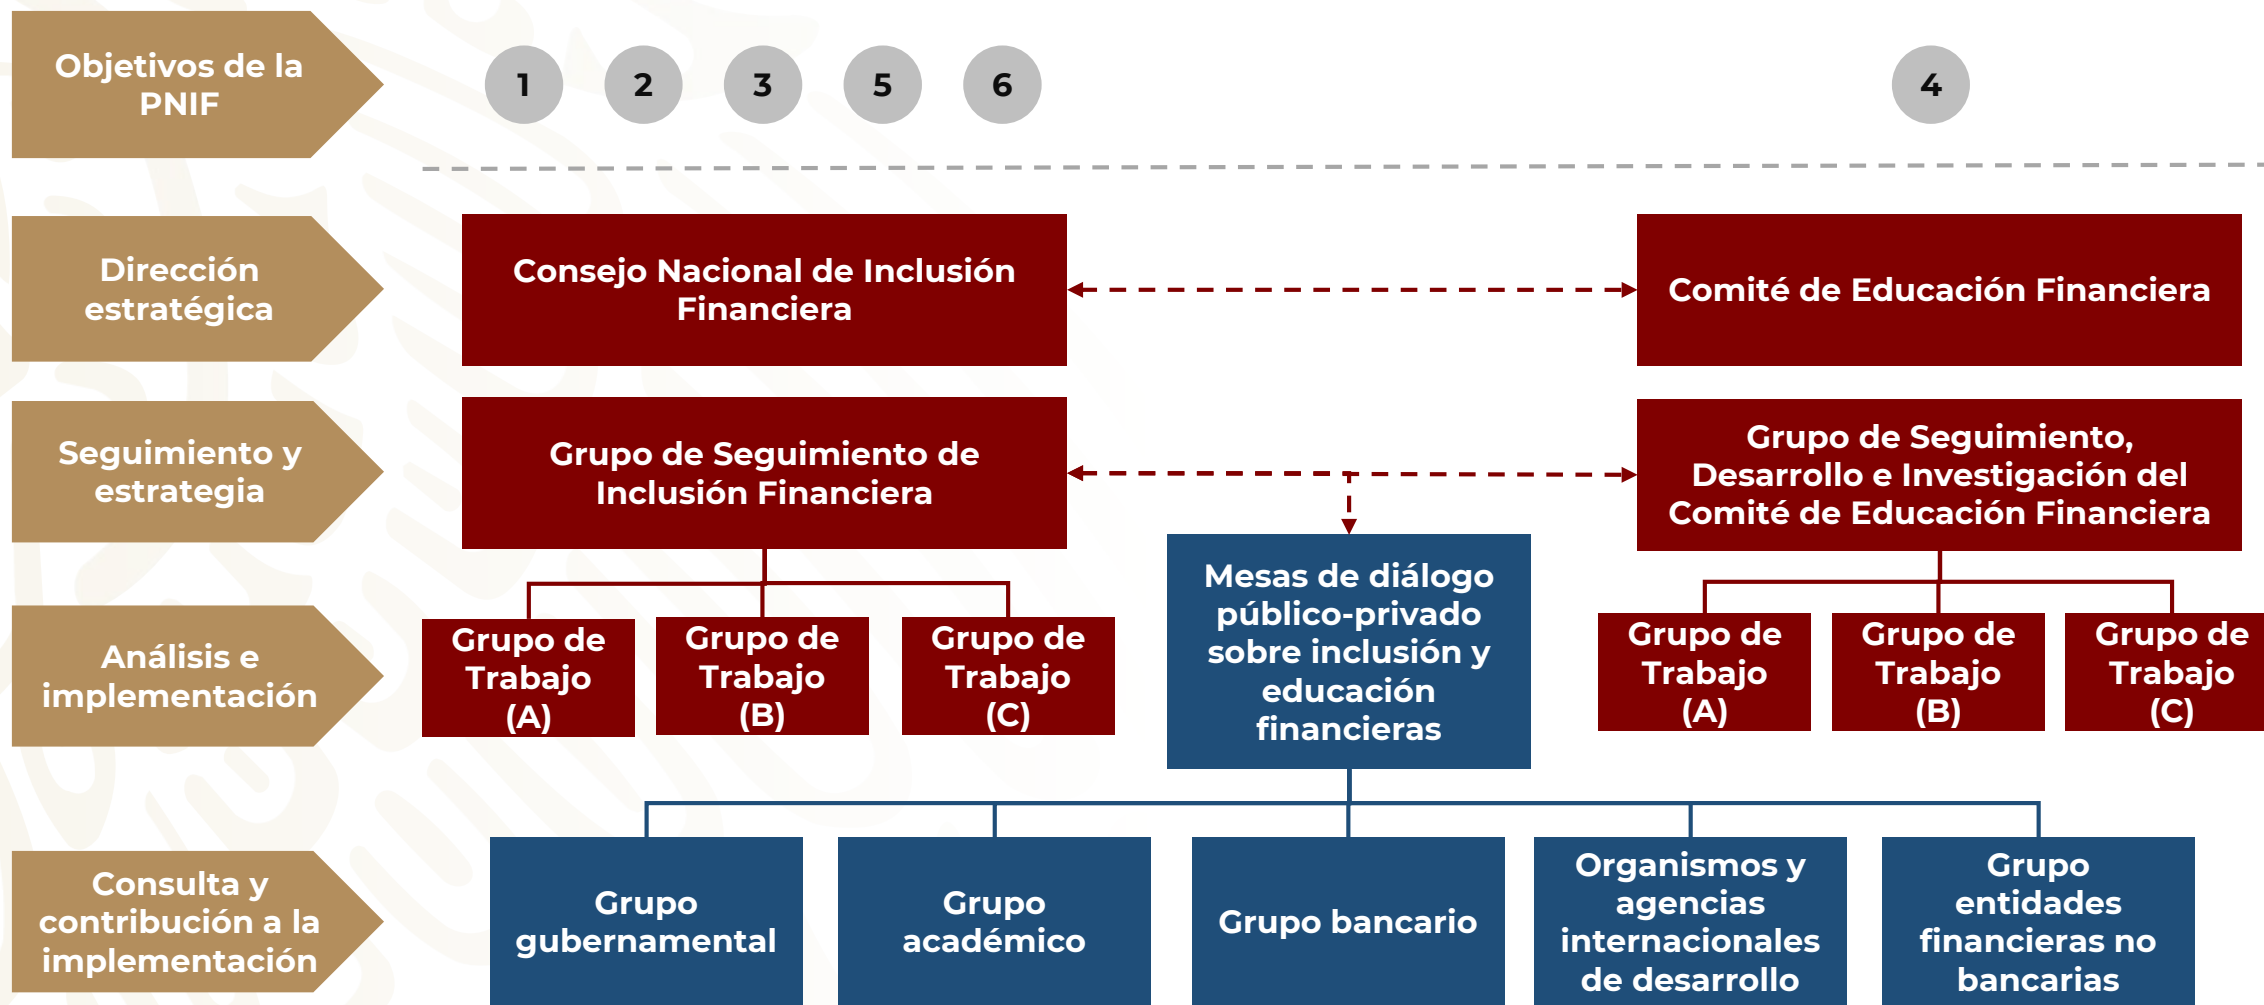 Objetivos de la
PNIF
1
2
3
5
6
4
Dirección
estratégica
Consejo Nacional de Inclusión
Financiera
Comité de Educación Financiera
Seguimiento y
estrategia
Grupo de Seguimiento de
Inclusión Financiera
Grupo de Seguimiento,
Desarrollo e Investigación del
Comité de Educación Financiera
Análisis e
implementación
Grupo de
Trabajo
(A)
Grupo de
Trabajo
(B)
Grupo de
Trabajo
(C)
Mesas de diálogo
público-privado
sobre inclusión y
educación
financieras
Grupo de
Trabajo
(A)
Grupo de
Trabajo
(B)
Grupo de
Trabajo
(C)
Consulta y
contribución a la
implementación
Grupo
gubernamental
Grupo
académico
Grupo bancario
Organismos y
agencias
internacionales
de desarrollo
Grupo
entidades
financieras no
bancarias